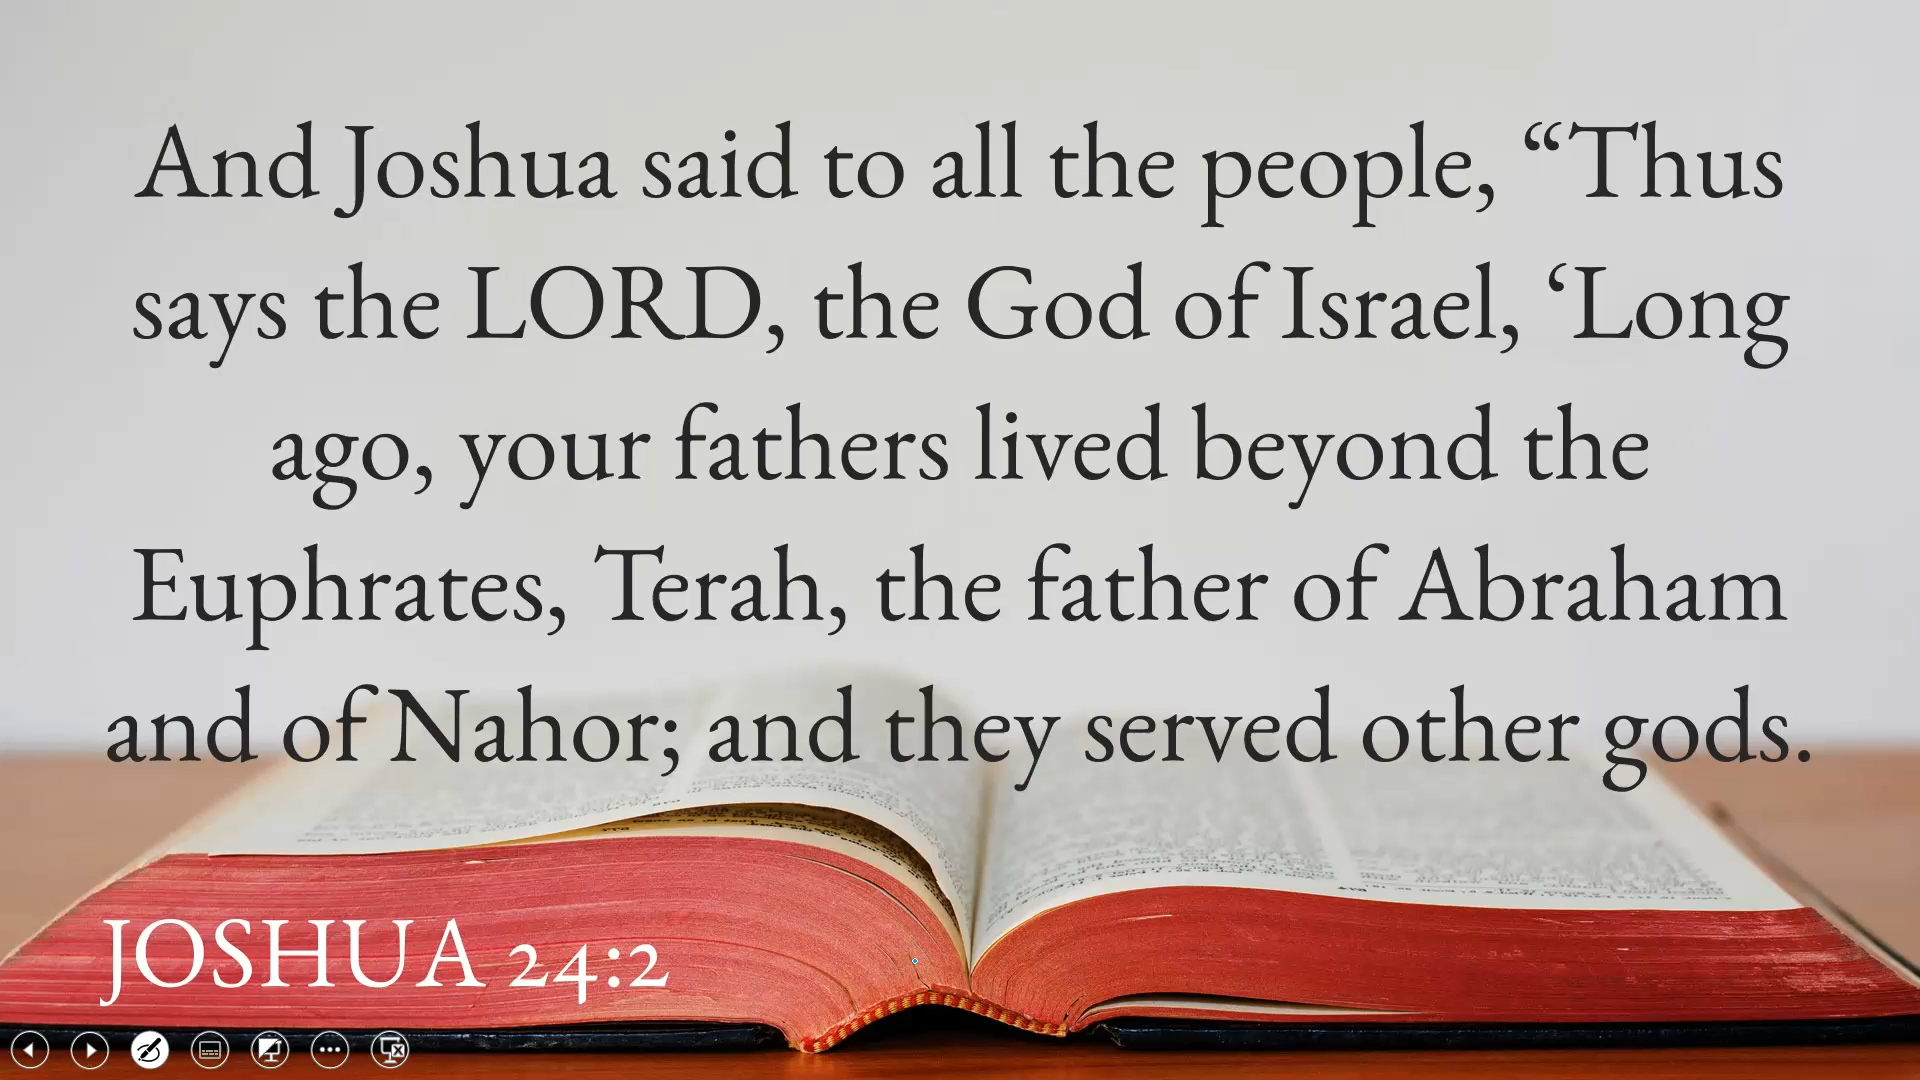 And Joshua said to all the people, “Thus
says the LORD, the God of Israel, ‘Long
ago, your fathers lived beyond the
Euphrates, Terah, the father of Abraham
and of Nahor; and they served other gods.
JOSHUA 24:2